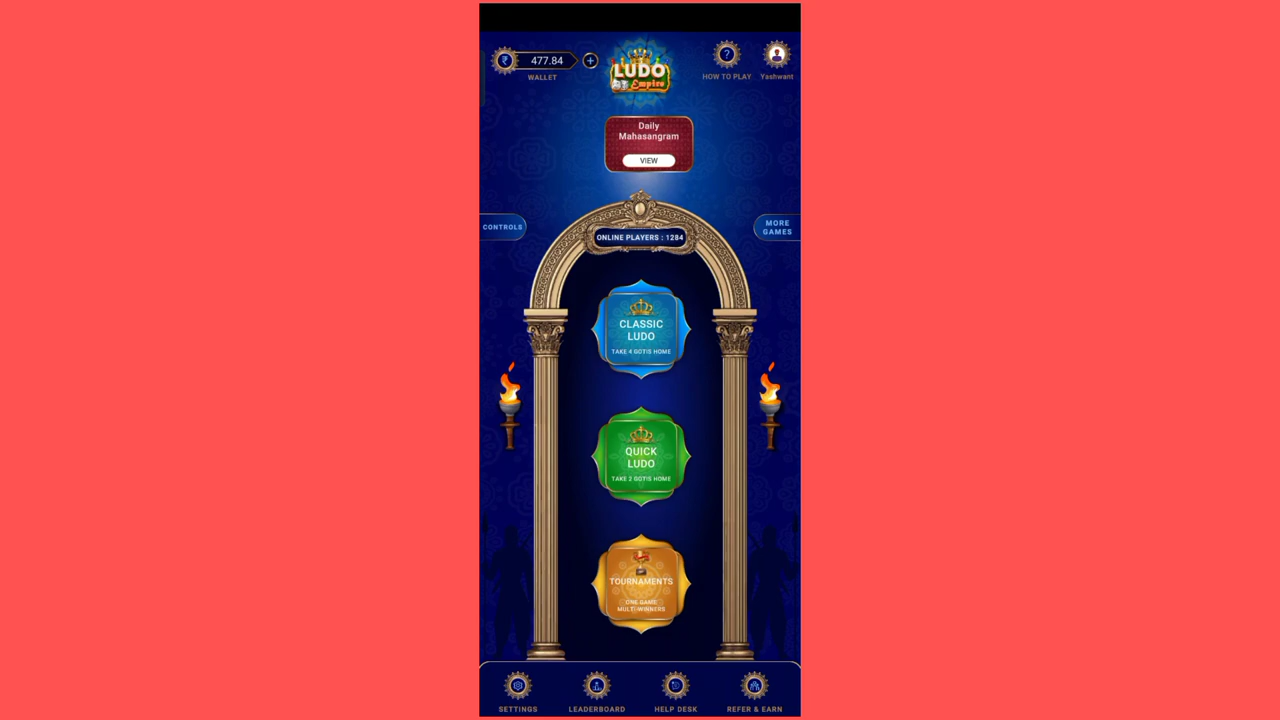 ₹ 477.84 +
WALLET
LUDO
Empire
?
HOW TO PLAY
Yashwant
Daily
Mahasangram
VIEW
CONTROLS
MORE
GAMES
ONLINE PLAYERS : 1284
CLASSIC
LUDO
TAKE 4 GOTIS HOME
QUICK
LUDO
TAKE 2 GOTIS HOME
TOURNAMENTS
ONE GAME
MULTI-WINNERS
SETTINGS
LEADERBOARD
HELP DESK
REFER & EARN